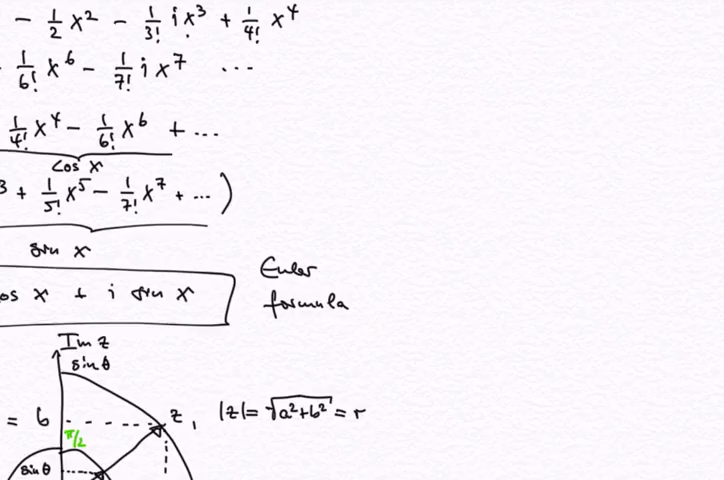 - 1/2 x² - 1/3! i x³ + 1/4! x⁴
1/6! x⁶ - 1/7! i x⁷ ...
1/4! x⁴ - 1/6! x⁶ + ...
cos x
³ + 1/5! x⁵ - 1/7! x⁷ + ... )
sin x
os x + i sin x
Euler
formula
Im z
sin θ
= b
z, |z| = √a²+b² = r
π/2
sin θ